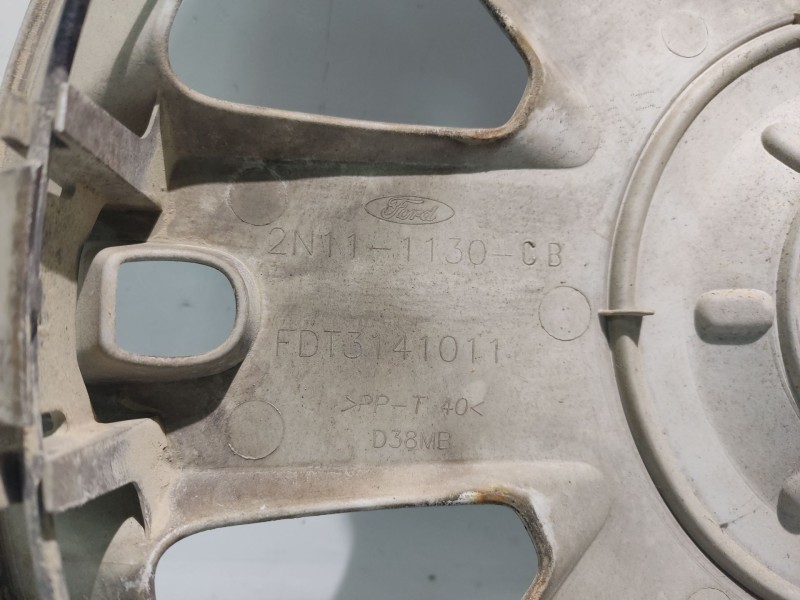 Ford
2N11-1130-CB
FDT3141011
>PP-T 40<
D38MB